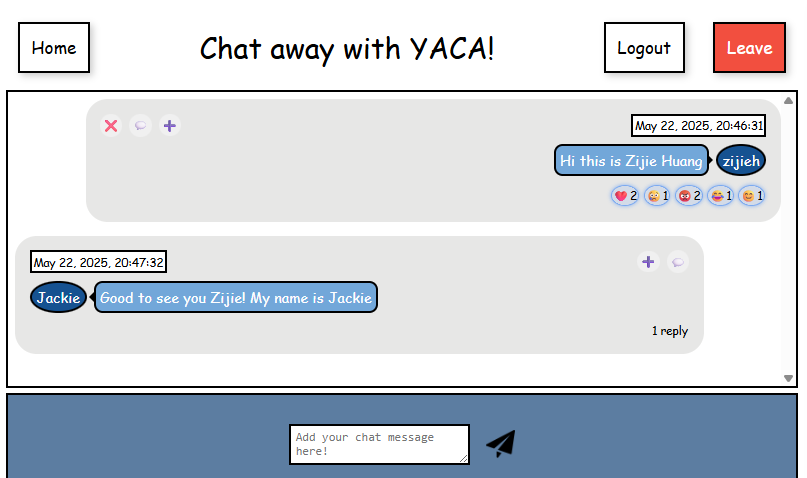 Home
Chat away with YACA!
Logout
Leave
May 22, 2025, 20:46:31
Hi this is Zijie Huang
zijieh
2
1
2
1
1
May 22, 2025, 20:47:32
Jackie
Good to see you Zijie! My name is Jackie
1 reply
Add your chat message
here!